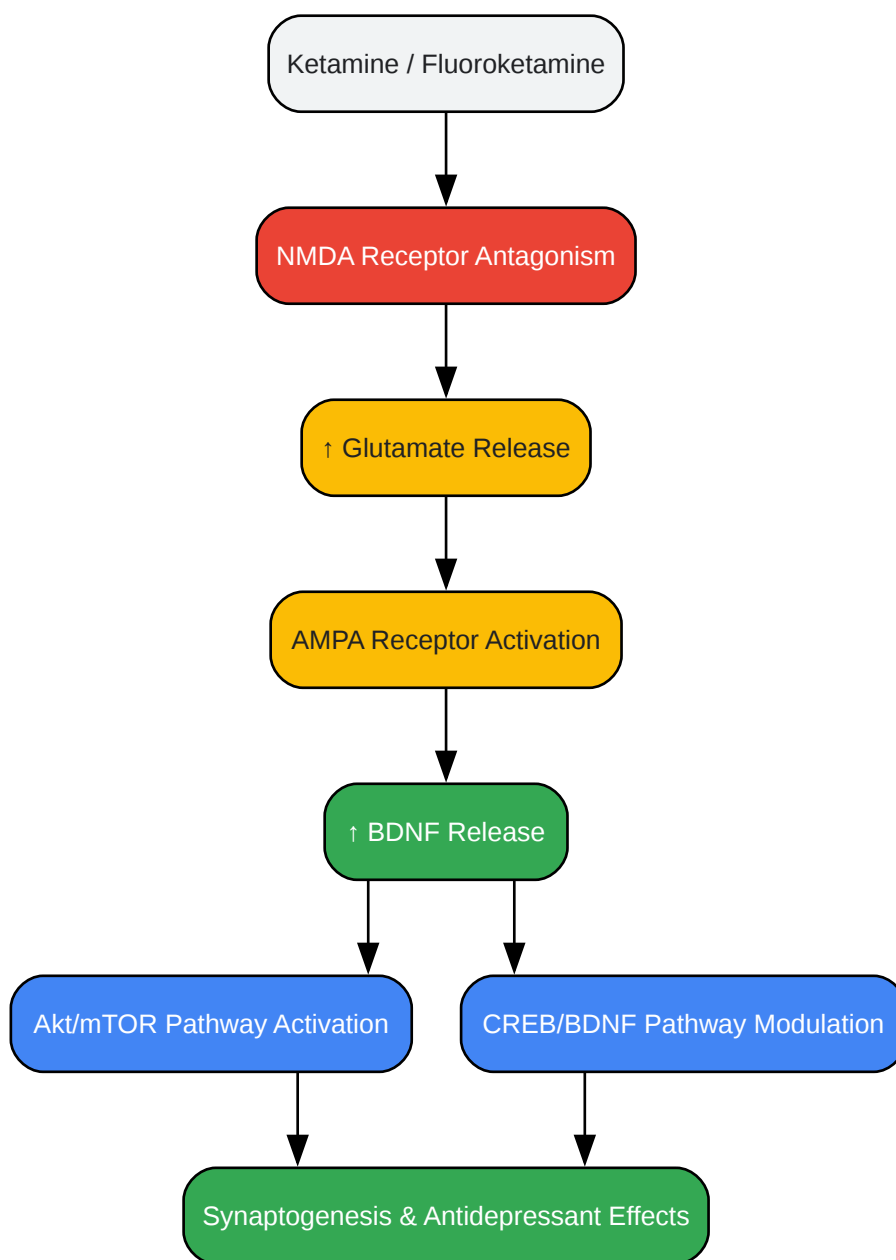 Ketamine / Fluoroketamine
NMDA Receptor Antagonism
↑ Glutamate Release
AMPA Receptor Activation
↑ BDNF Release
Akt/mTOR Pathway Activation
CREB/BDNF Pathway Modulation
Synaptogenesis & Antidepressant Effects